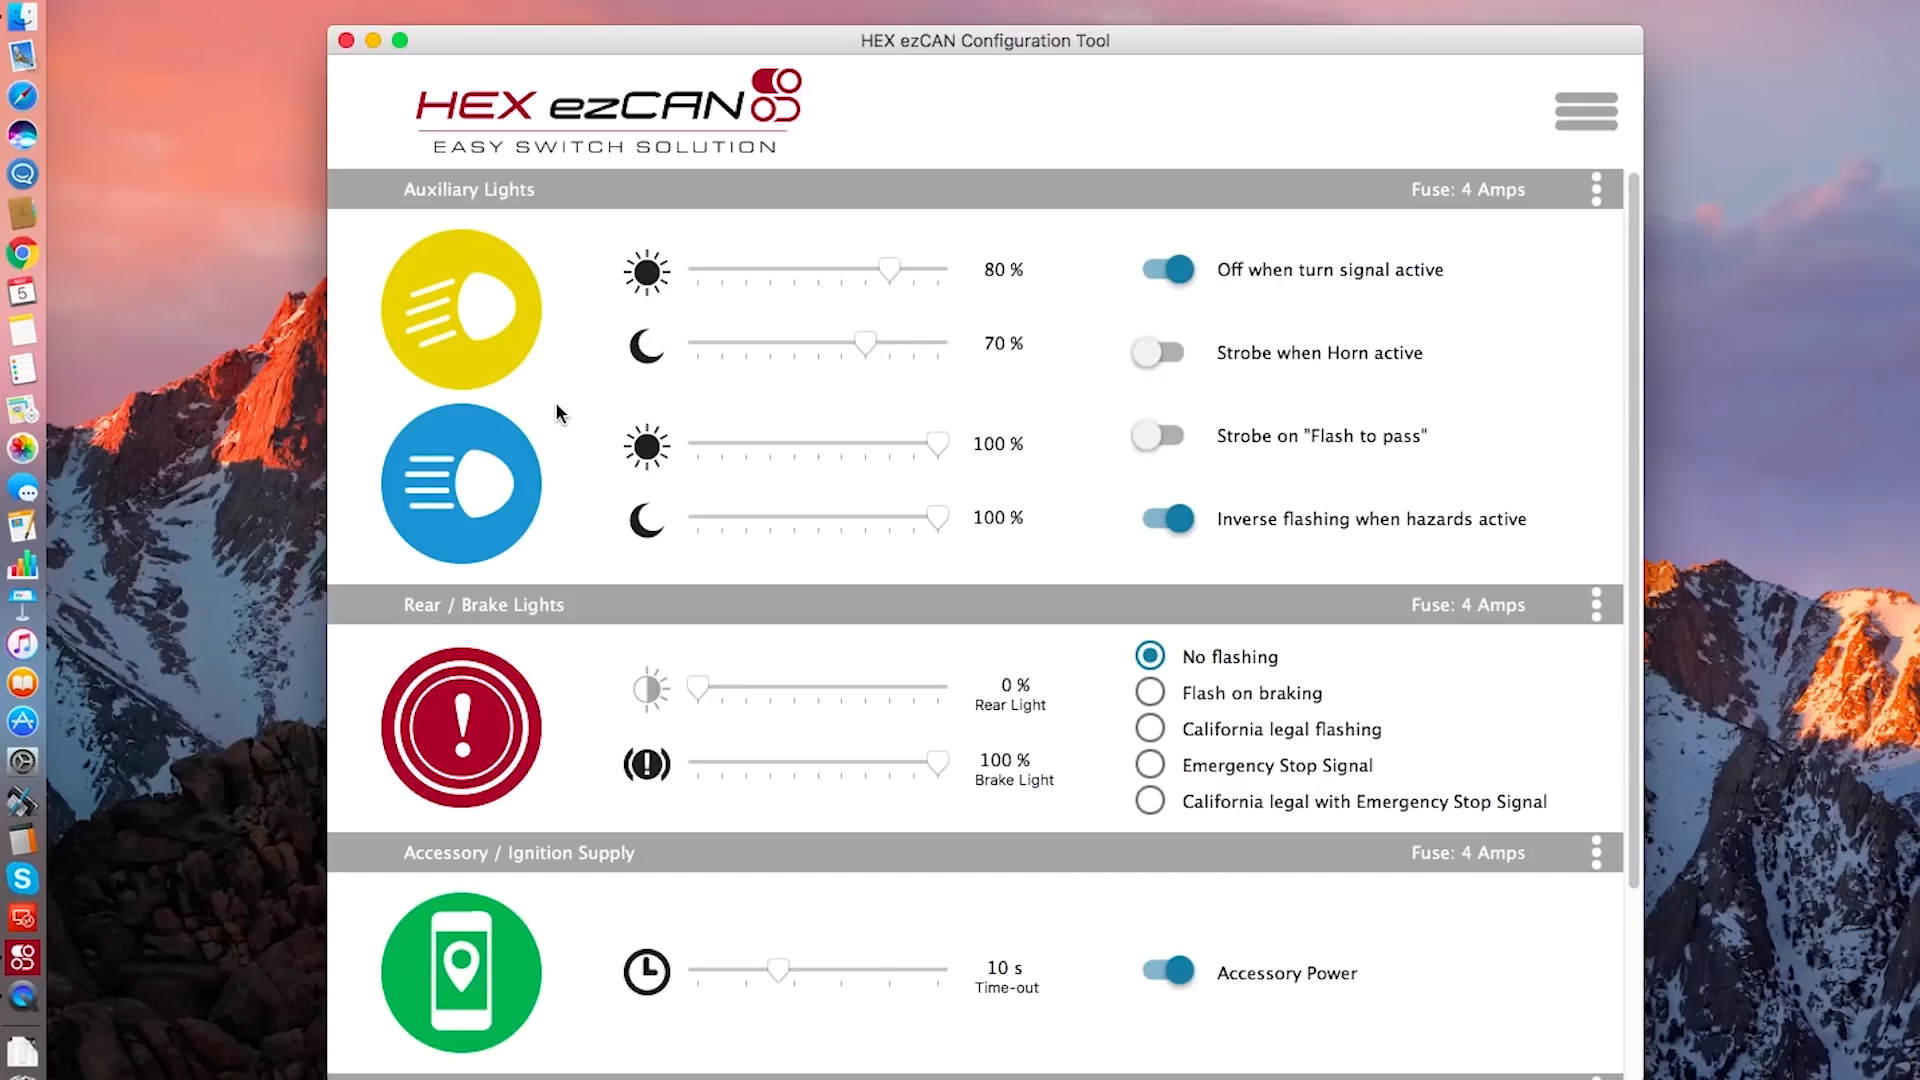 HEX ezCAN Configuration Tool
HEX ezCAN
EASY SWITCH SOLUTION
Auxiliary Lights Fuse: 4 Amps
80 % Off when turn signal active
70 % Strobe when Horn active
100 % Strobe on "Flash to pass"
100 % Inverse flashing when hazards active
Rear / Brake Lights Fuse: 4 Amps
0 %
Rear Light
100 %
Brake Light
No flashing
Flash on braking
California legal flashing
Emergency Stop Signal
California legal with Emergency Stop Signal
Accessory / Ignition Supply Fuse: 4 Amps
10 s
Time-out
Accessory Power
5